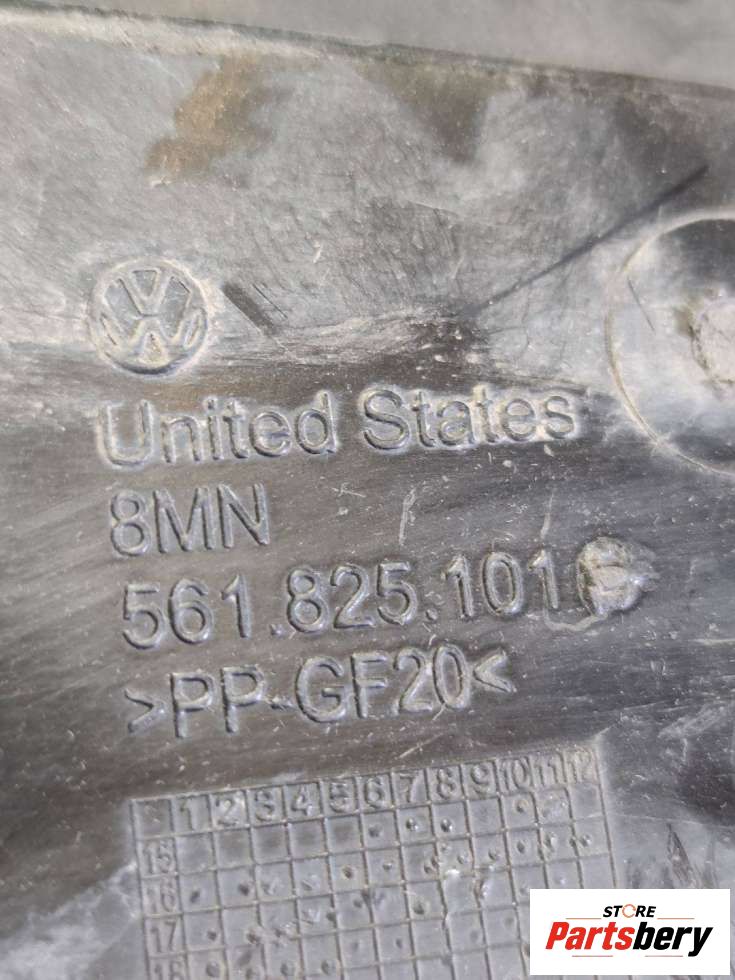 United States
8MN
561.825.101
>PP-GF20<
1 2 3 4 5 6 7 8 9 10 11 12
15
16
17
18
STORE
Partsbery